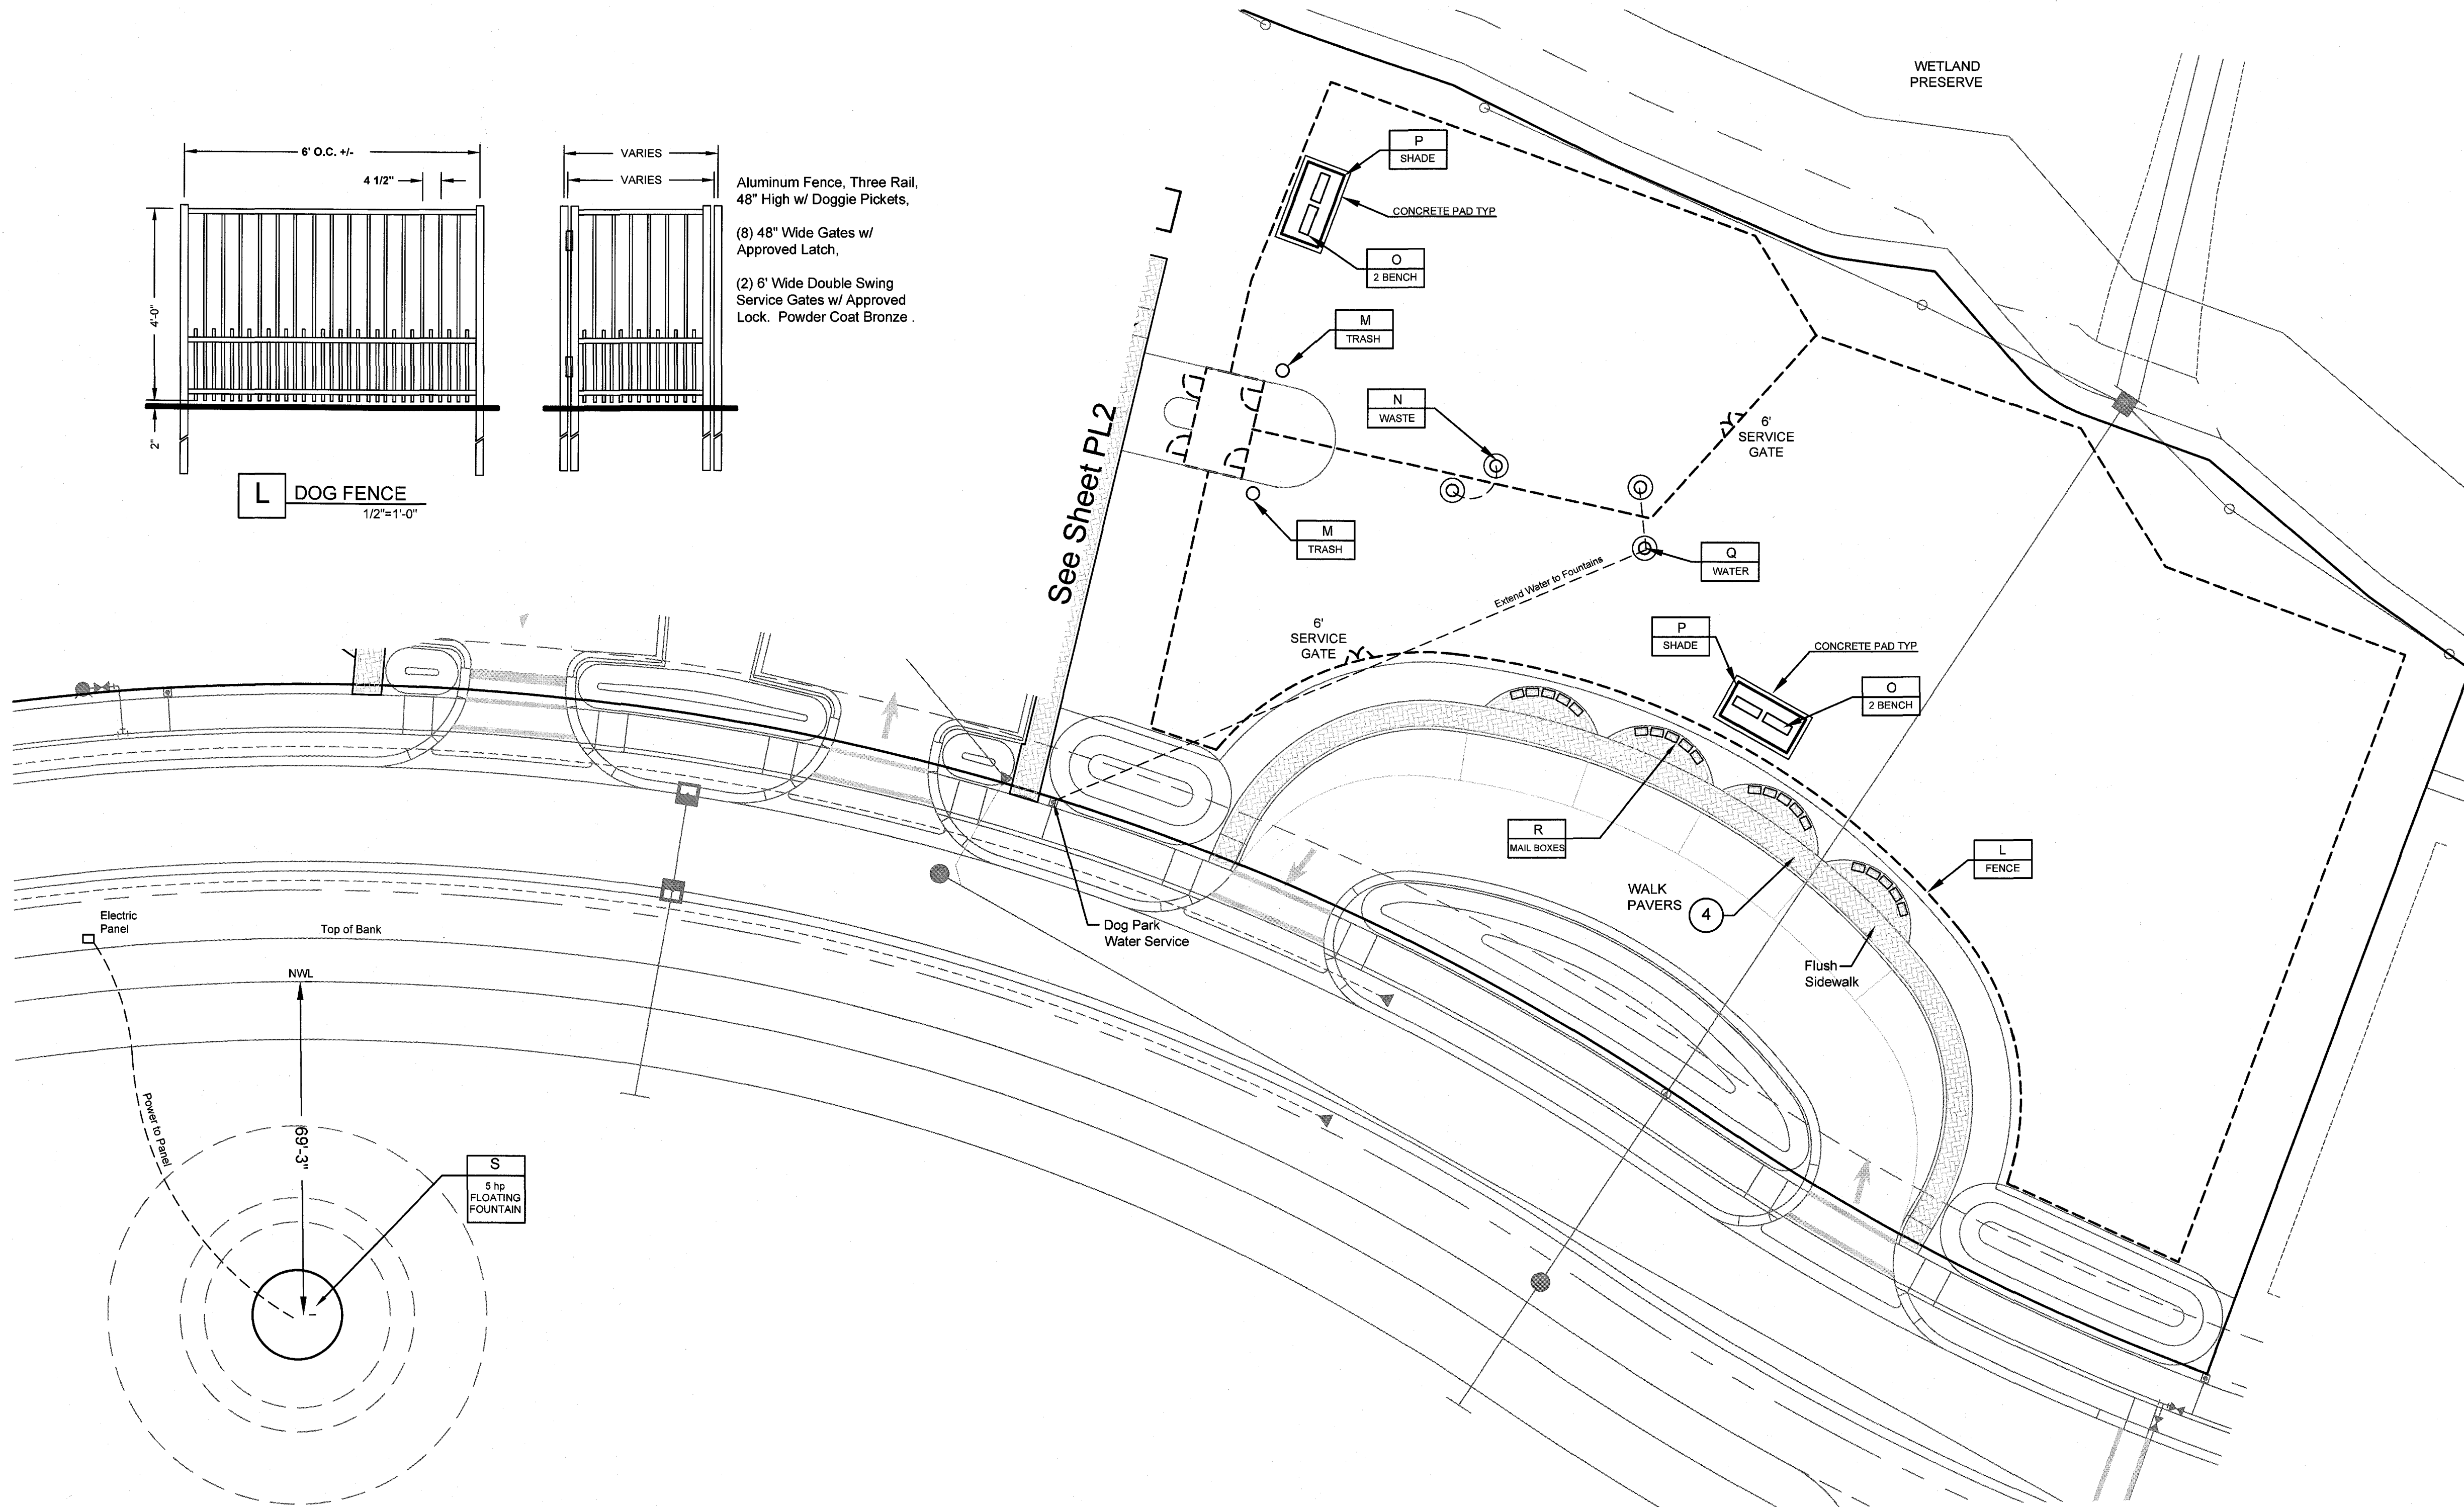 6' O.C. +/-
4 1/2"
4'-0"
2"
VARIES
VARIES
Aluminum Fence, Three Rail,
48" High w/ Doggie Pickets,
(8) 48" Wide Gates w/
Approved Latch,
(2) 6' Wide Double Swing
Service Gates w/ Approved
Lock.  Powder Coat Bronze .
L
DOG FENCE
1/2"=1'-0"
WETLAND
PRESERVE
P
SHADE
CONCRETE PAD TYP
O
2 BENCH
M
TRASH
N
WASTE
6'
SERVICE
GATE
See Sheet PL2
M
TRASH
Q
WATER
Extend Water to Fountains
6'
SERVICE
GATE
P
SHADE
CONCRETE PAD TYP
O
2 BENCH
R
MAIL BOXES
L
FENCE
WALK
PAVERS
4
Flush
Sidewalk
Dog Park
Water Service
Electric
Panel
Top of Bank
NWL
69'-3"
Power to Panel
S
5 hp
FLOATING
FOUNTAIN